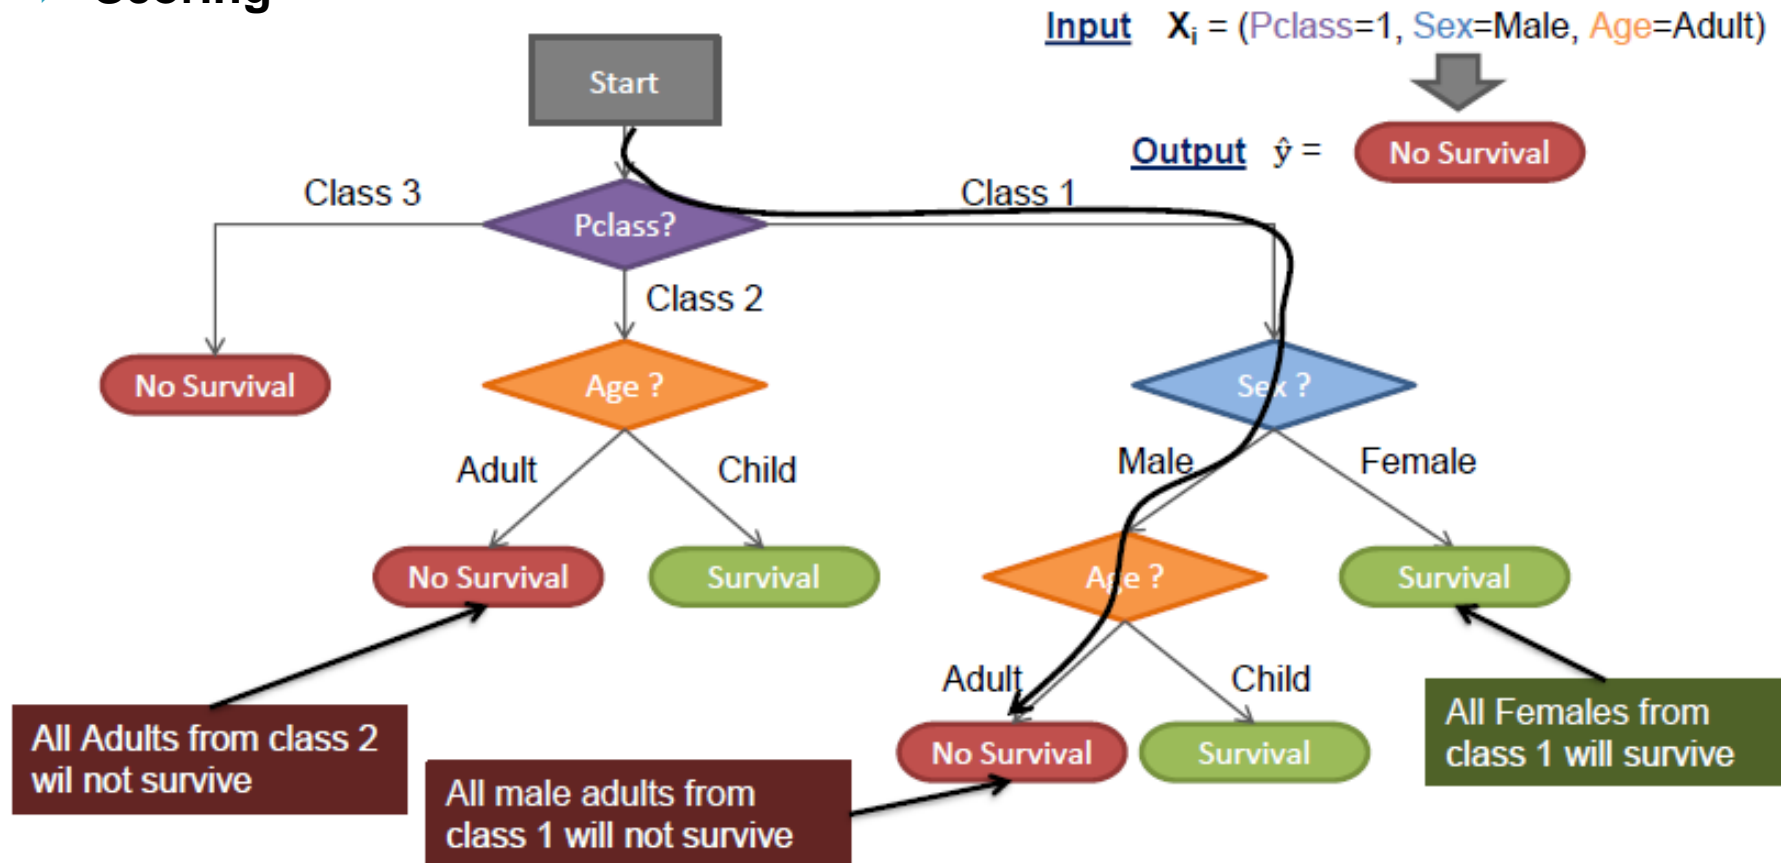 Scoring
Input X_i = (Pclass=1, Sex=Male, Age=Adult)
Start
Output ŷ = No Survival
Class 3
Class 1
Pclass?
Class 2
No Survival
Age ?
Sex ?
Adult
Child
Male
Female
No Survival
Survival
Age ?
Survival
Adult
Child
No Survival
Survival
All Adults from class 2
wil not survive
All male adults from
class 1 will not survive
All Females from
class 1 will survive